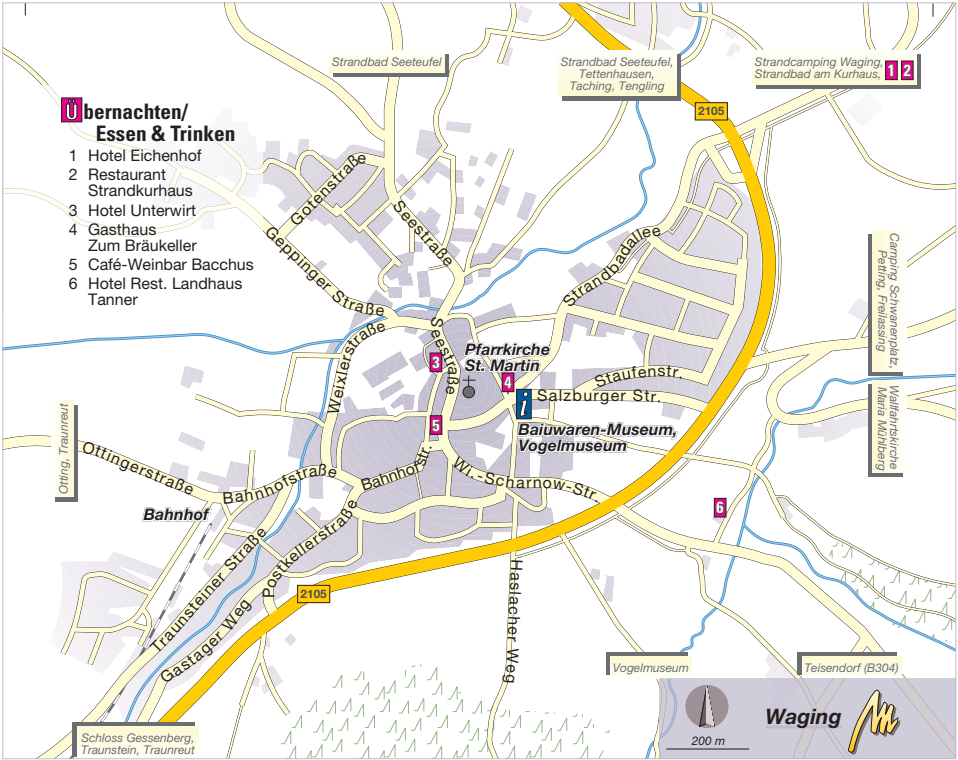 Strandbad Seeteufel
Strandbad Seeteufel,
Tettenhausen,
Taching, Tengling
Strandcamping Waging,
Strandbad am Kurhaus, 1 2
2105
Übernachten/
Essen & Trinken
1 Hotel Eichenhof
2 Restaurant
Strandkurhaus
3 Hotel Unterwirt
4 Gasthaus
Zum Bräukeller
5 Café-Weinbar Bacchus
6 Hotel Rest. Landhaus
Tanner
Gotenstraße
Seestraße
Geppinger Straße
Strandbadallee
Camping Schwanenplatz,
Petting, Freilassing
Weixlerstraße
Seestraße
3
Pfarrkirche
St. Martin
4
Staufenstr.
i
Salzburger Str.
Baiuwaren-Museum,
Vogelmuseum
5
Wallfahrtskirche
Maria Mühlberg
Otting, Traunreut
Ottingerstraße
Bahnhofstraße
Bahnhofstr.
W.-Scharnow-Str.
6
Bahnhof
Postkellerstraße
Traunsteiner Straße
Gastager Weg
2105
Haslacher Weg
Vogelmuseum
Teisendorf (B304)
Schloss Gessenberg,
Traunstein, Traunreut
200 m
Waging